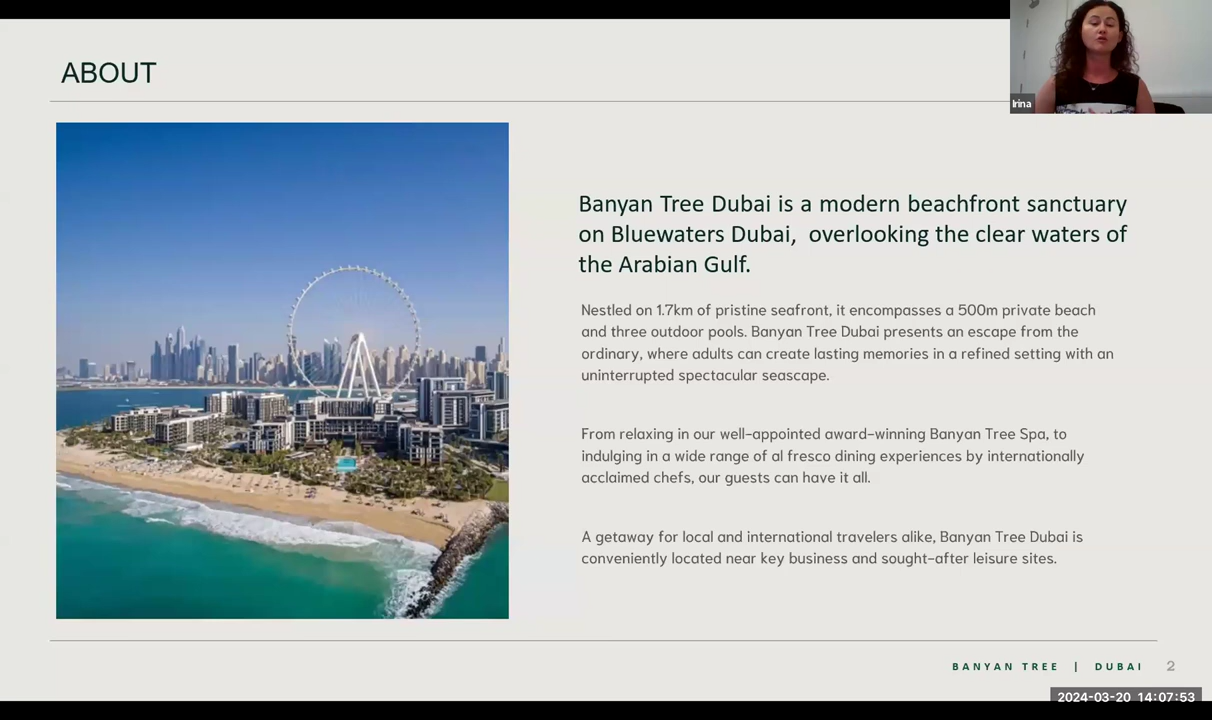 ABOUT
Irina
Banyan Tree Dubai is a modern beachfront sanctuary
on Bluewaters Dubai, overlooking the clear waters of
the Arabian Gulf.
Nestled on 1.7km of pristine seafront, it encompasses a 500m private beach
and three outdoor pools. Banyan Tree Dubai presents an escape from the
ordinary, where adults can create lasting memories in a refined setting with an
uninterrupted spectacular seascape.
From relaxing in our well-appointed award-winning Banyan Tree Spa, to
indulging in a wide range of al fresco dining experiences by internationally
acclaimed chefs, our guests can have it all.
A getaway for local and international travelers alike, Banyan Tree Dubai is
conveniently located near key business and sought-after leisure sites.
BANYAN TREE | DUBAI 2
2024-03-20 14:07:53